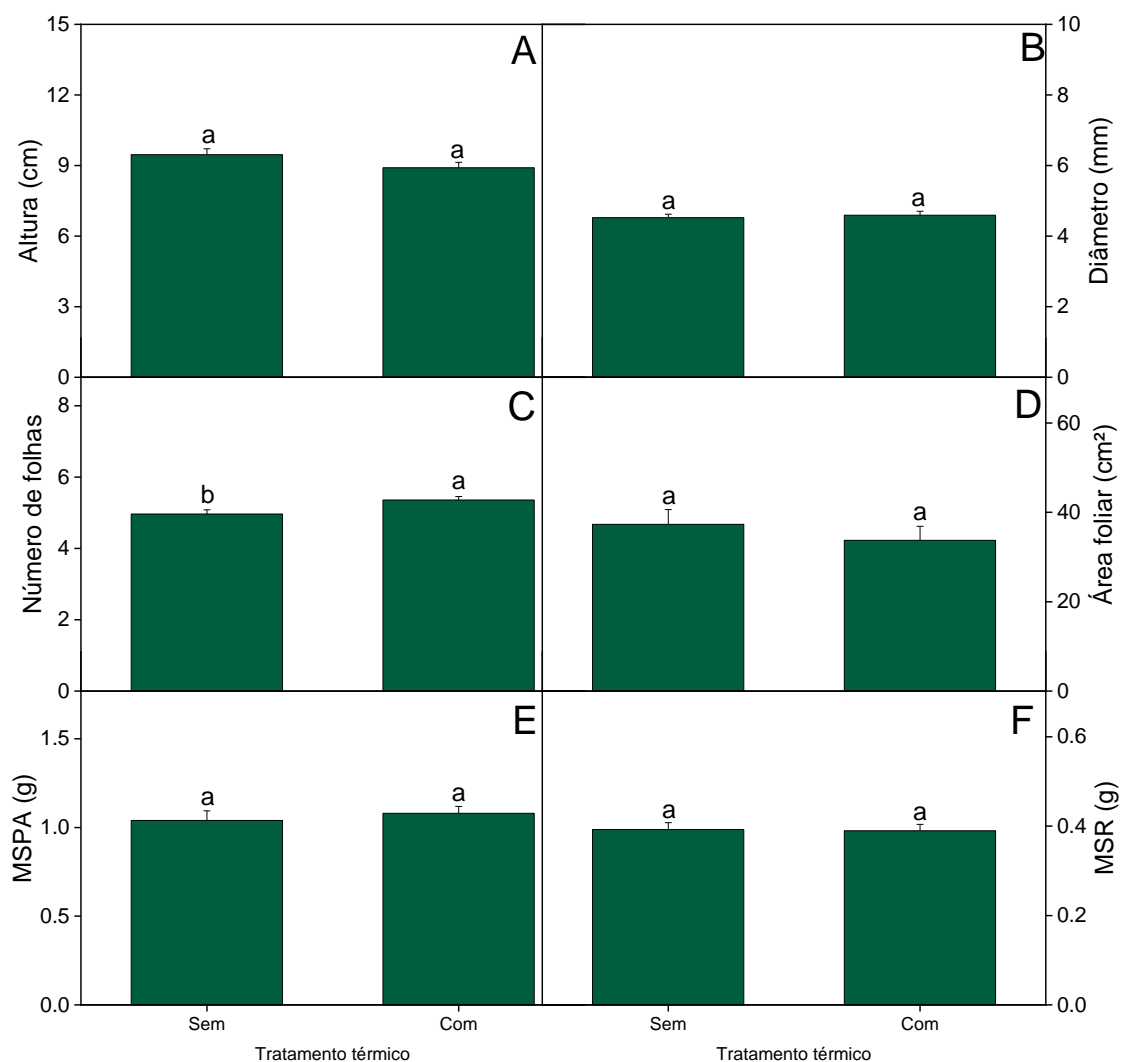 15
12
9
6
3
0
Altura (cm)
A
a
a
B
a
a
10
8
6
4
2
0
Diâmetro (mm)
8
6
4
2
0
Número de folhas
C
b
a
D
a
a
60
40
20
0
Área foliar (cm²)
1.5
1.0
0.5
0.0
MSPA (g)
E
a
a
F
a
a
0.6
0.4
0.2
0.0
MSR (g)
Sem Com Sem Com
Tratamento térmico Tratamento térmico